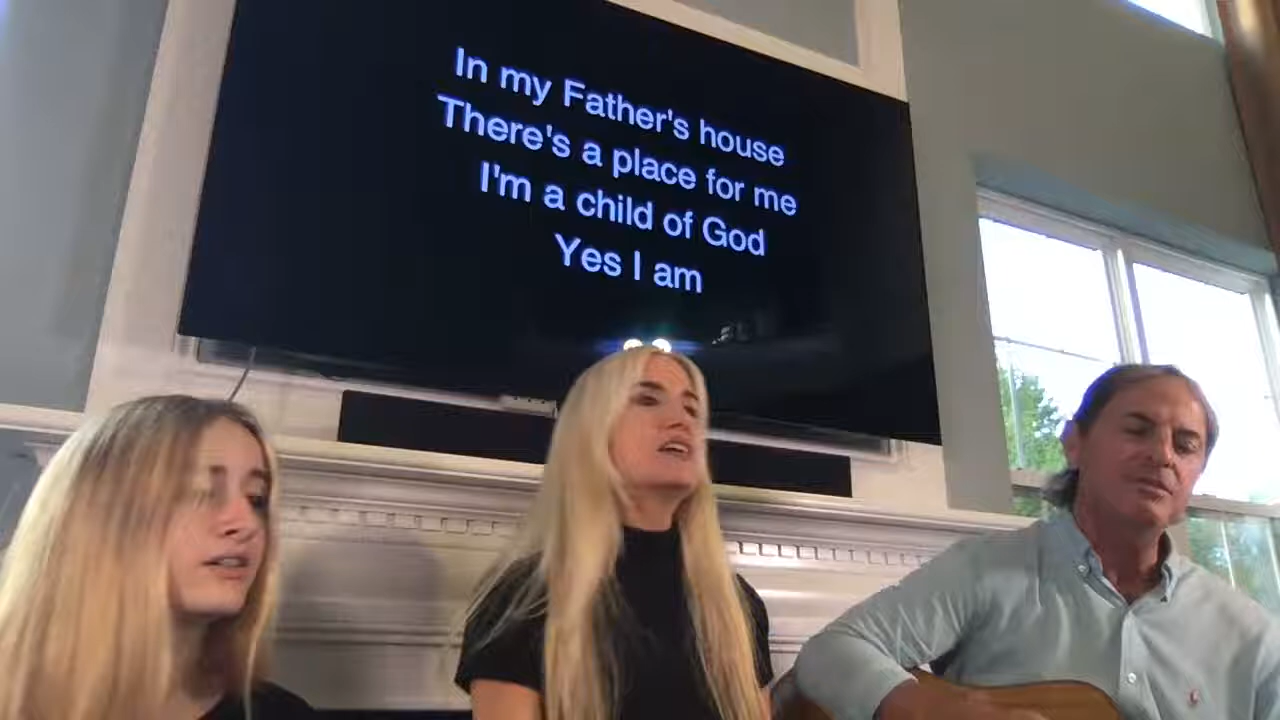 In my Father's house
There's a place for me
I'm a child of God
Yes I am